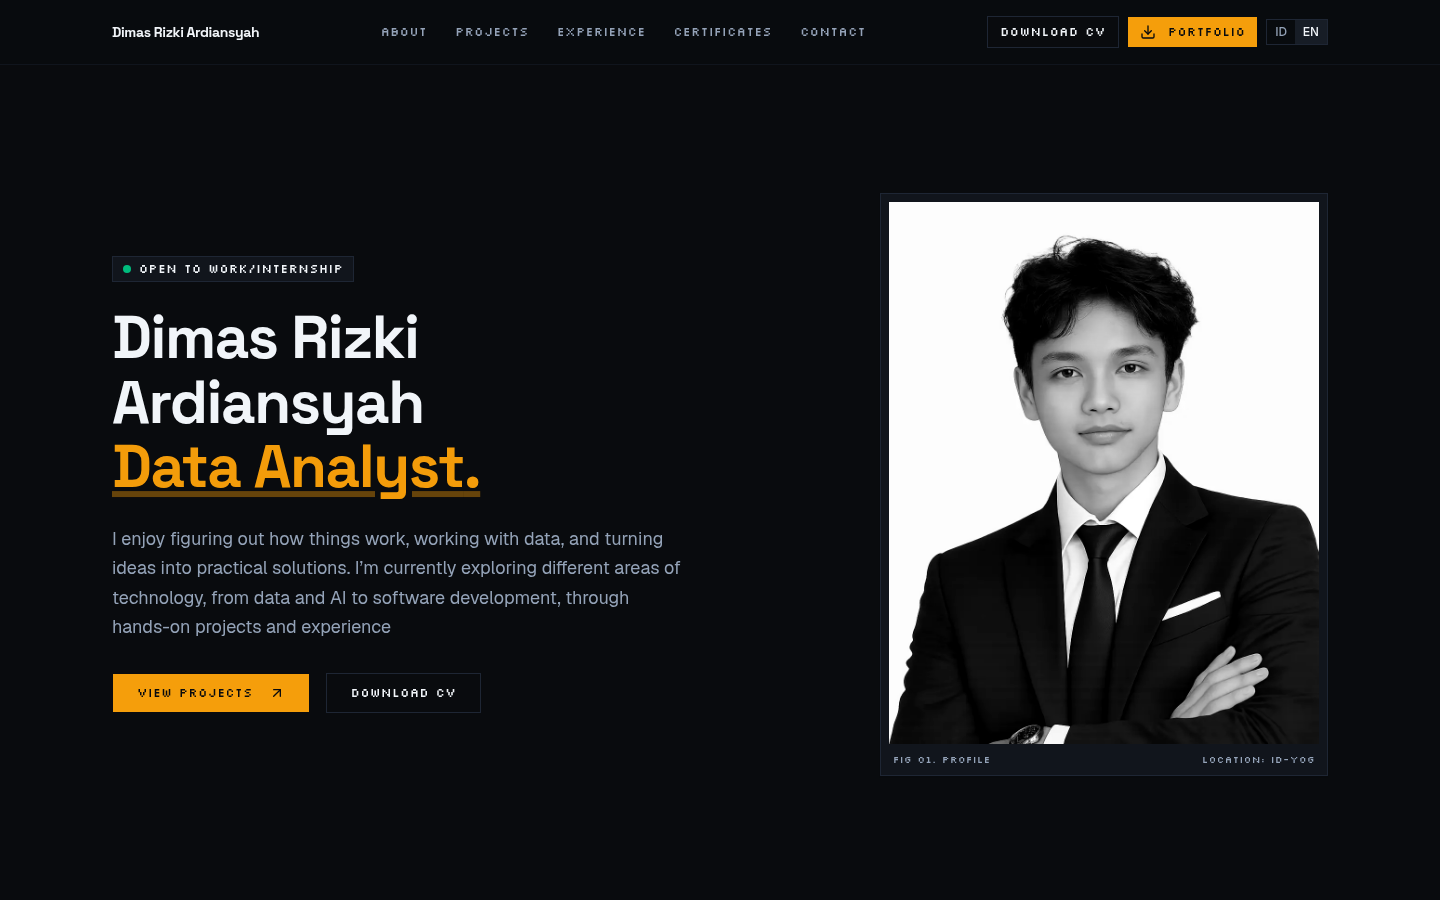 Dimas Rizki Ardiansyah
ABOUT
PROJECTS
EXPERIENCE
CERTIFICATES
CONTACT
DOWNLOAD CV
PORTFOLIO
ID
EN
OPEN TO WORK/INTERNSHIP
Dimas Rizki
Ardiansyah
Data Analyst.
I enjoy figuring out how things work, working with data, and turning
ideas into practical solutions. I'm currently exploring different areas of
technology, from data and AI to software development, through
hands-on projects and experience
VIEW PROJECTS
DOWNLOAD CV
FIG 01. PROFILE
LOCATION: ID-YOG